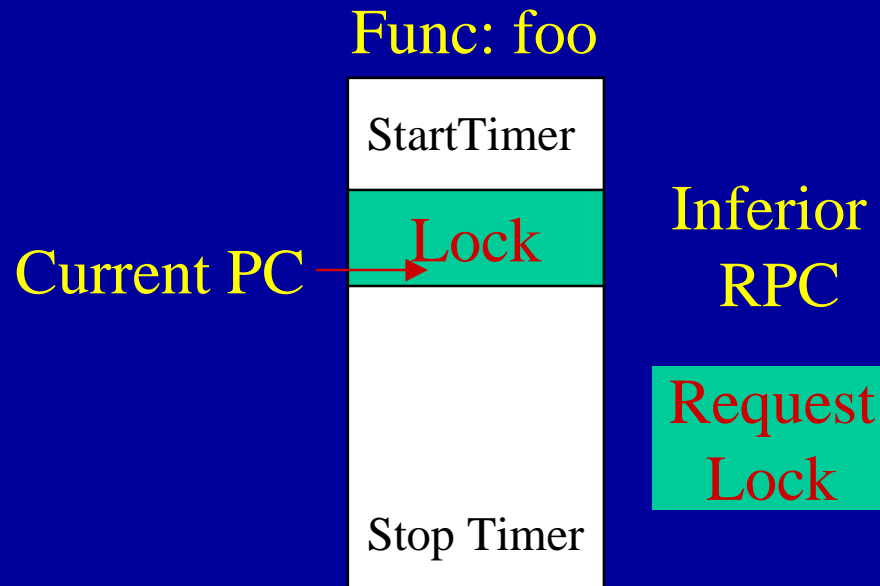 Func: foo
StartTimer
Lock
Current PC
Stop Timer
Inferior
RPC
Request
Lock